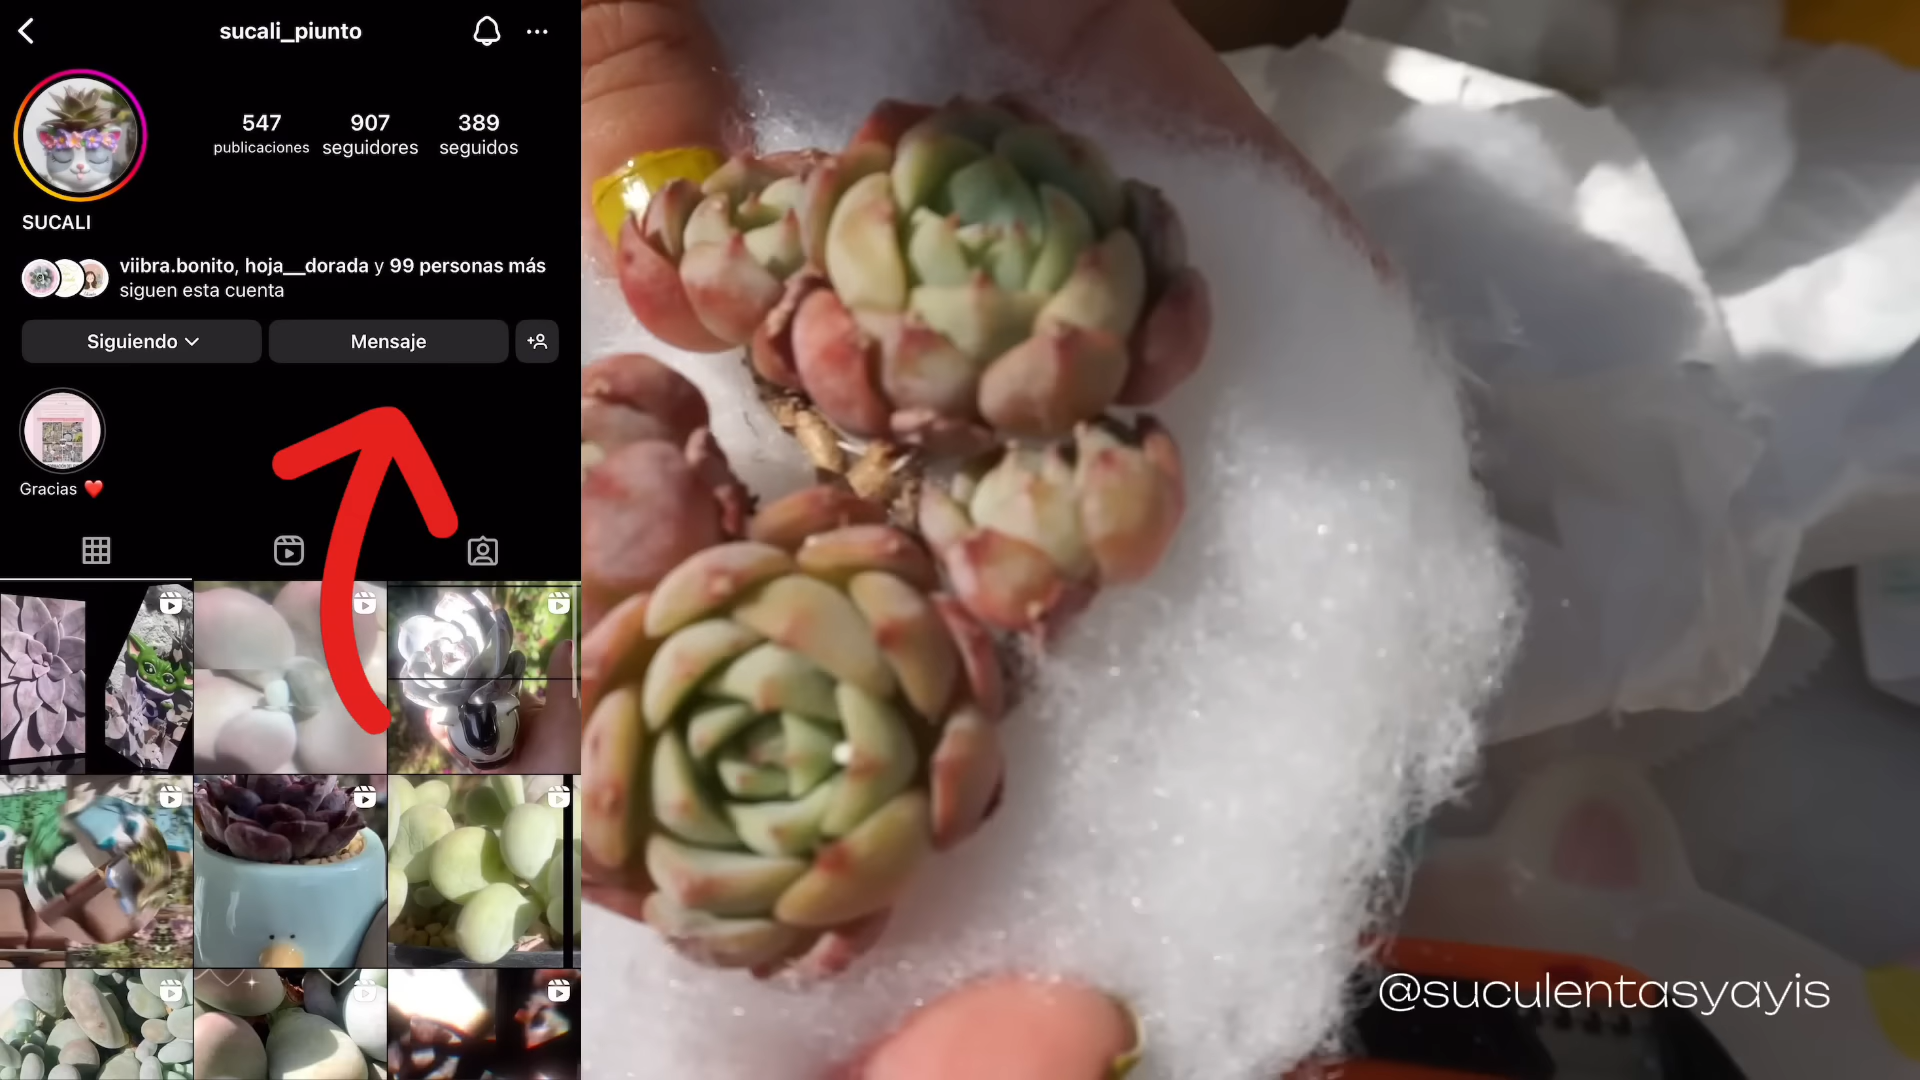 sucali_piunto
547 907 389
publicaciones seguidores seguidos
SUCALI
viibra.bonito, hoja__dorada y 99 personas más
siguen esta cuenta
Siguiendo Mensaje
Gracias ❤️
@suculentasyayis